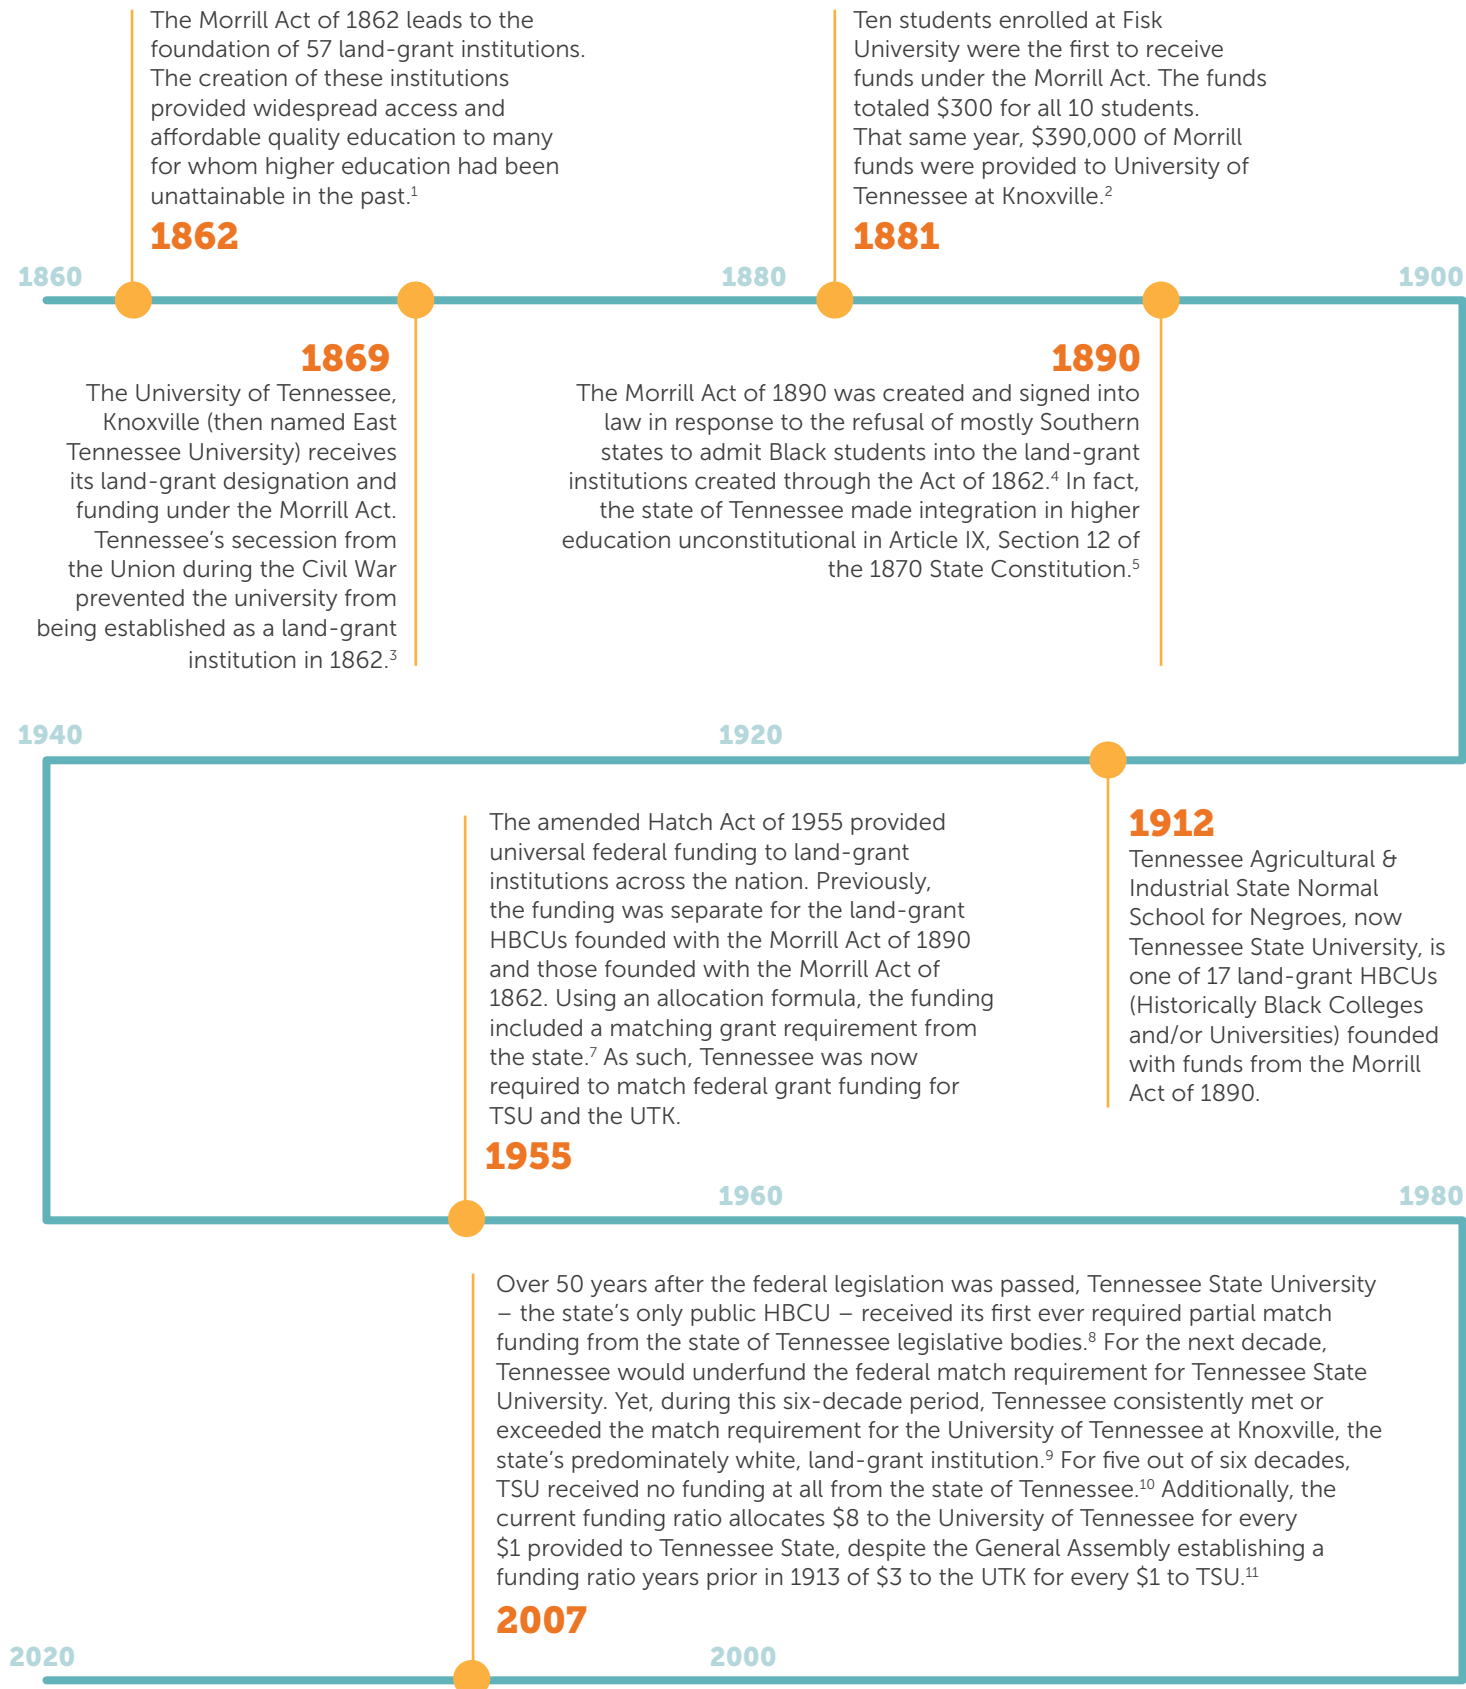 The Morrill Act of 1862 leads to the
foundation of 57 land-grant institutions.
The creation of these institutions
provided widespread access and
affordable quality education to many
for whom higher education had been
unattainable in the past.¹
1862
Ten students enrolled at Fisk
University were the first to receive
funds under the Morrill Act. The funds
totaled $300 for all 10 students.
That same year, $390,000 of Morrill
funds were provided to University of
Tennessee at Knoxville.²
1881
1860
1880
1900
1869
The University of Tennessee,
Knoxville (then named East
Tennessee University) receives
its land-grant designation and
funding under the Morrill Act.
Tennessee’s secession from
the Union during the Civil War
prevented the university from
being established as a land-grant
institution in 1862.³
1890
The Morrill Act of 1890 was created and signed into
law in response to the refusal of mostly Southern
states to admit Black students into the land-grant
institutions created through the Act of 1862.⁴ In fact,
the state of Tennessee made integration in higher
education unconstitutional in Article IX, Section 12 of
the 1870 State Constitution.⁵
1940
1920
1912
Tennessee Agricultural &
Industrial State Normal
School for Negroes, now
Tennessee State University, is
one of 17 land-grant HBCUs
(Historically Black Colleges
and/or Universities) founded
with funds from the Morrill
Act of 1890.
The amended Hatch Act of 1955 provided
universal federal funding to land-grant
institutions across the nation. Previously,
the funding was separate for the land-grant
HBCUs founded with the Morrill Act of 1890
and those founded with the Morrill Act of
1862. Using an allocation formula, the funding
included a matching grant requirement from
the state.⁷ As such, Tennessee was now
required to match federal grant funding for
TSU and the UTK.
1955
1960
1980
Over 50 years after the federal legislation was passed, Tennessee State University
– the state’s only public HBCU – received its first ever required partial match
funding from the state of Tennessee legislative bodies.⁸ For the next decade,
Tennessee would underfund the federal match requirement for Tennessee State
University. Yet, during this six-decade period, Tennessee consistently met or
exceeded the match requirement for the University of Tennessee at Knoxville, the
state’s predominately white, land-grant institution.⁹ For five out of six decades,
TSU received no funding at all from the state of Tennessee.¹⁰ Additionally, the
current funding ratio allocates $8 to the University of Tennessee for every
$1 provided to Tennessee State, despite the General Assembly establishing a
funding ratio years prior in 1913 of $3 to the UTK for every $1 to TSU.¹¹
2007
2020
2000